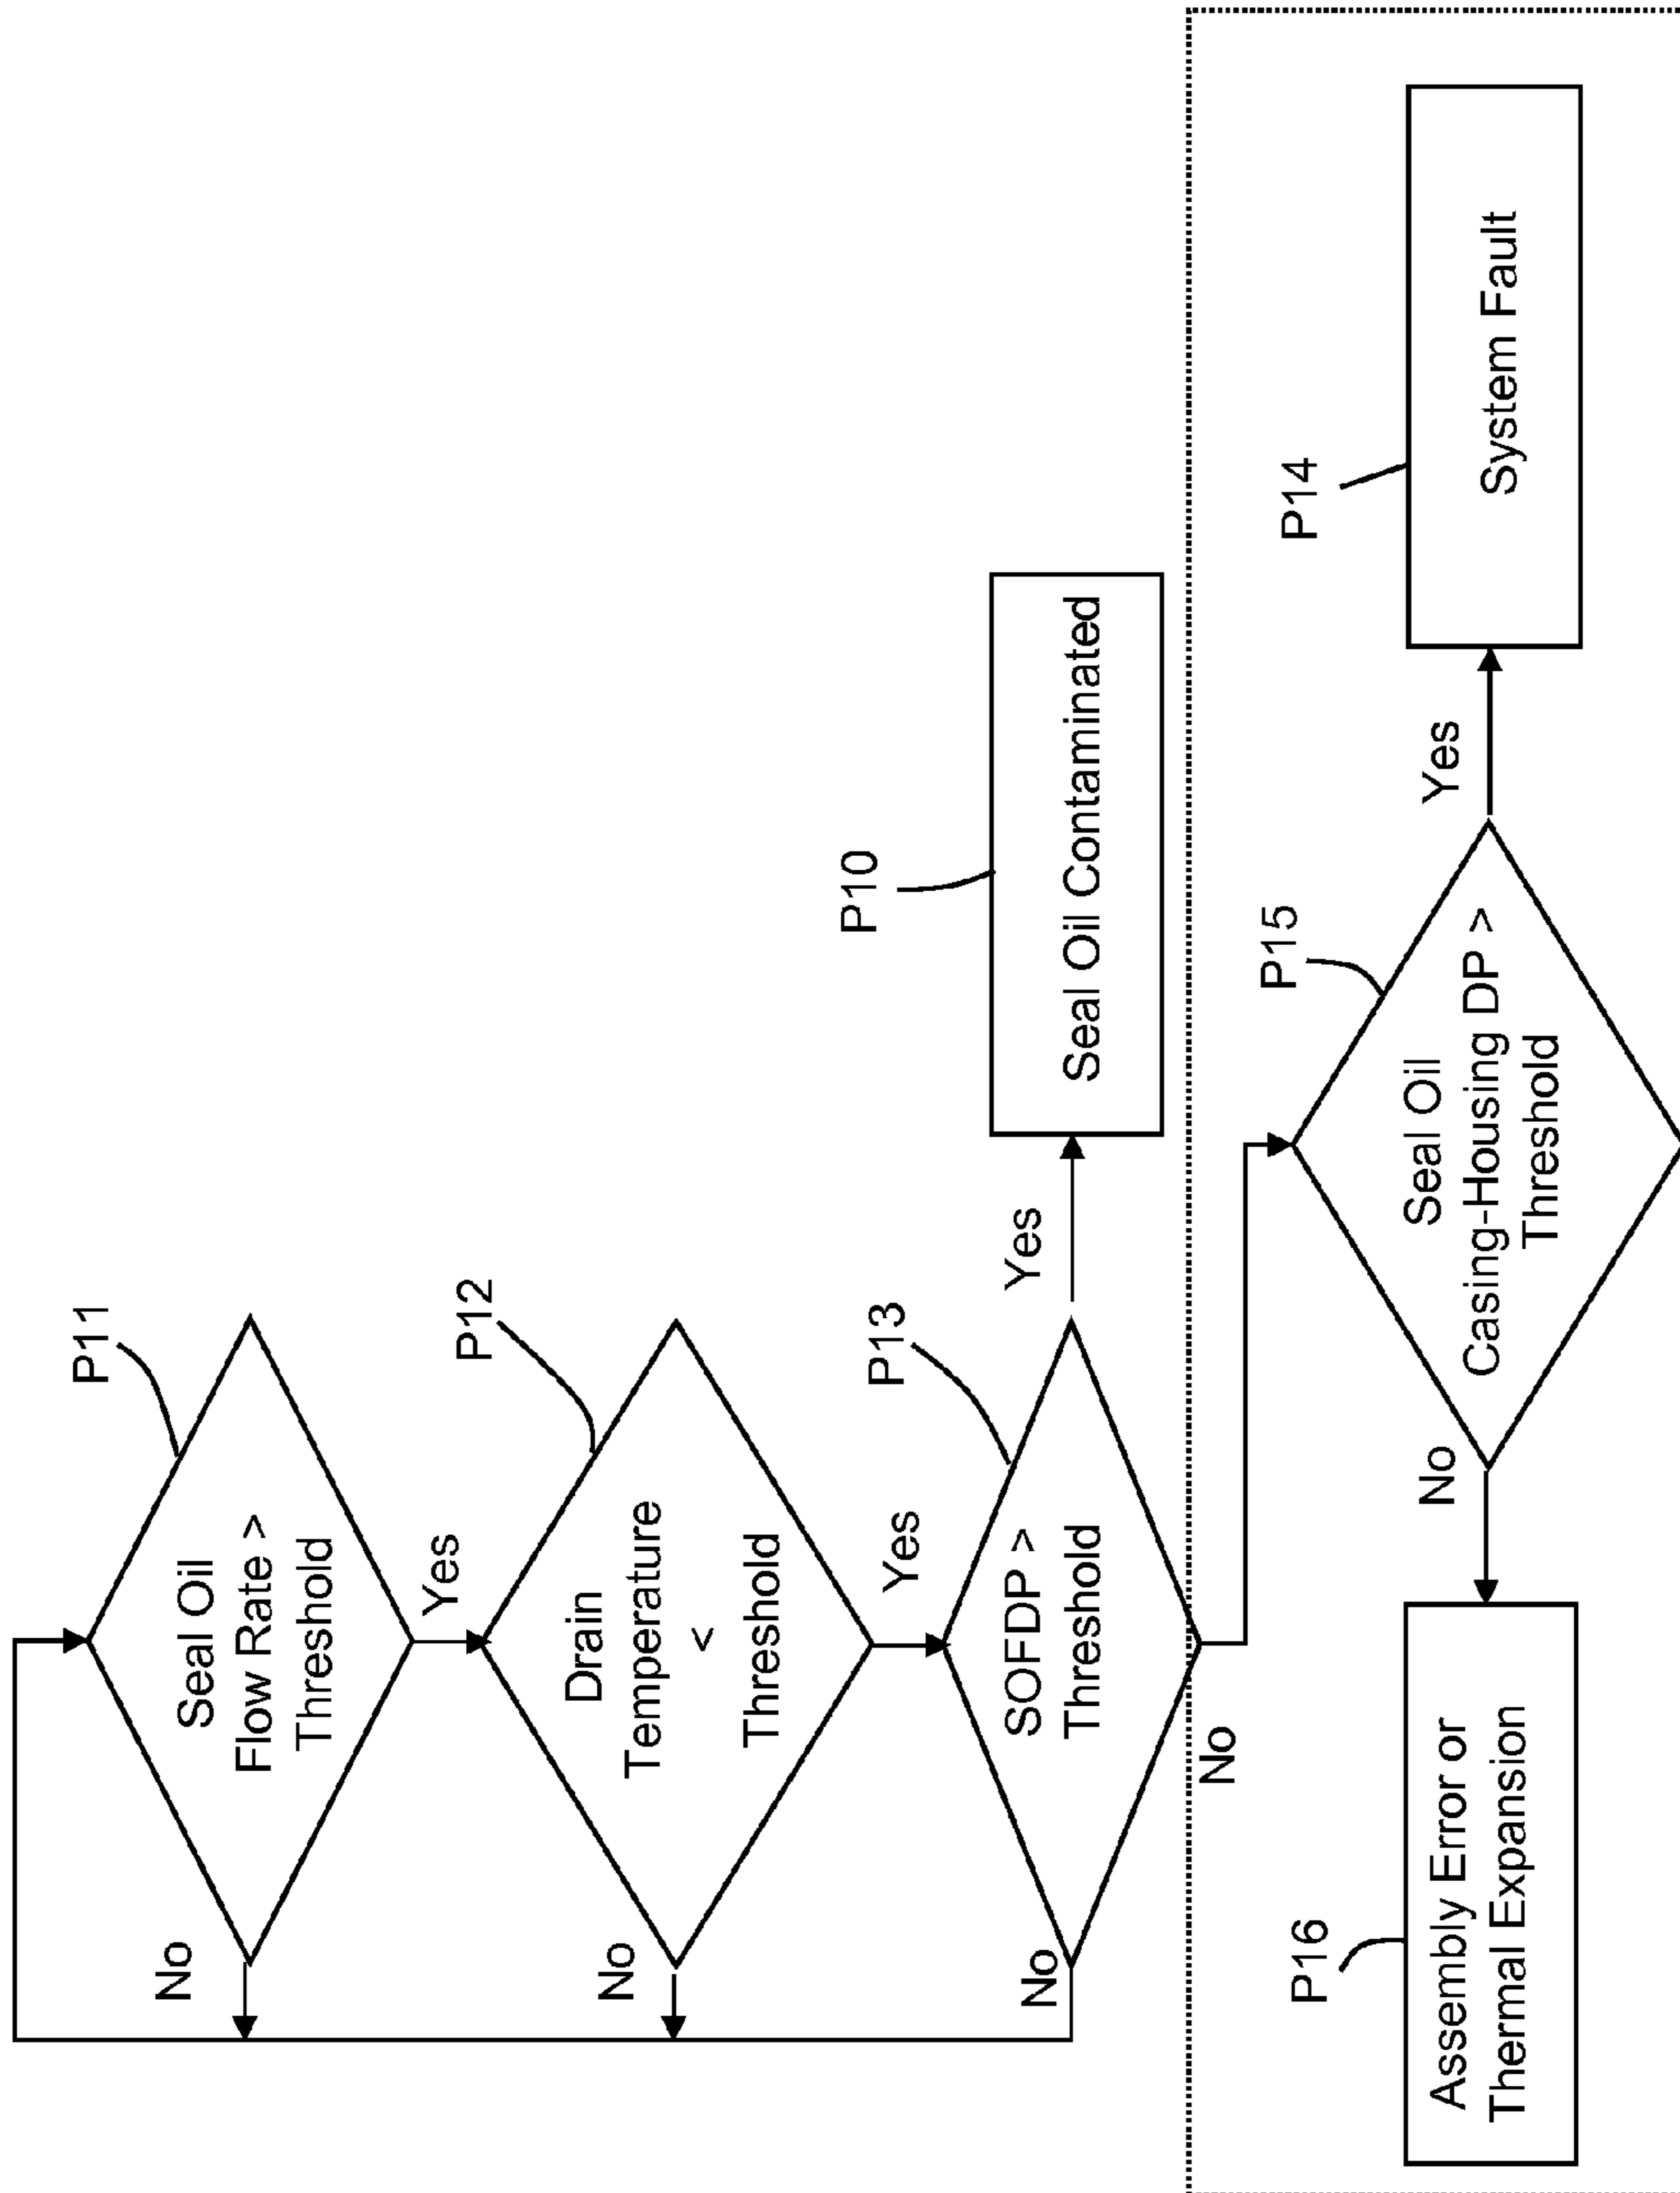 P11
Seal Oil
Flow Rate >
Threshold
No
Yes
P12
Drain
Temperature
<
Threshold
No
Yes
P13
SOFDP >
Threshold
No
Yes
P10
Seal Oil Contaminated
No
P15
Seal Oil
Casing-Housing DP >
Threshold
No
Yes
P16
Assembly Error or
Thermal Expansion
P14
System Fault